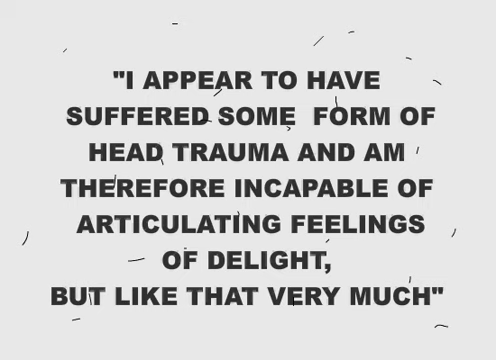 "I APPEAR TO HAVE
SUFFERED SOME FORM OF
HEAD TRAUMA AND AM
THEREFORE INCAPABLE OF
ARTICULATING FEELINGS
OF DELIGHT,
BUT LIKE THAT VERY MUCH"